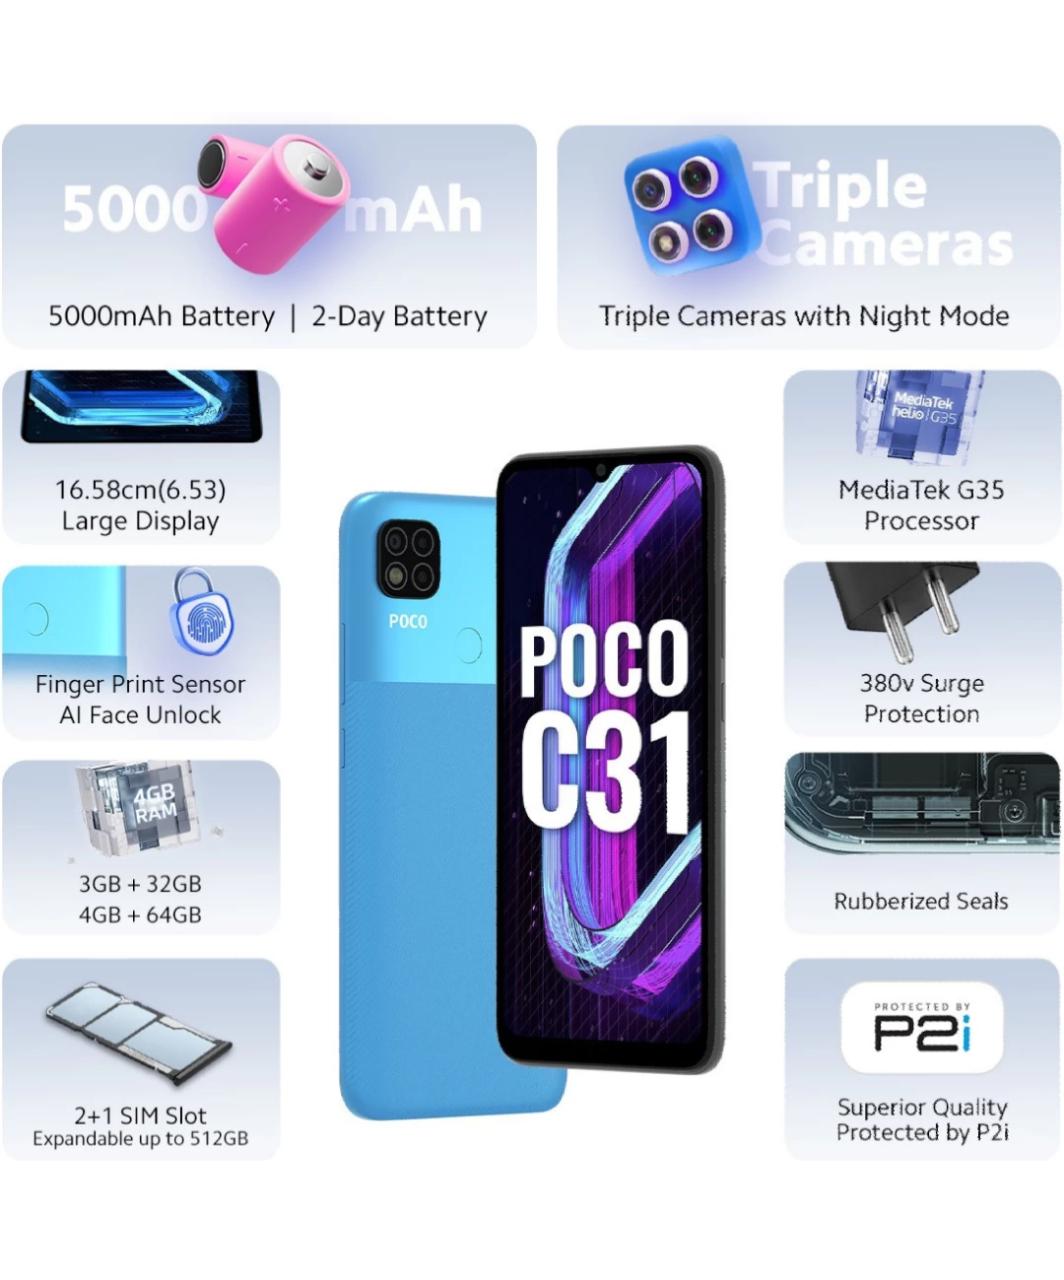 5000 mAh
5000mAh Battery | 2-Day Battery
Triple
Cameras
Triple Cameras with Night Mode
16.58cm(6.53)
Large Display
MediaTek
helio G35
MediaTek G35
Processor
POCO
POCO
C31
Finger Print Sensor
AI Face Unlock
380v Surge
Protection
4GB
RAM
3GB + 32GB
4GB + 64GB
Rubberized Seals
2+1 SIM Slot
Expandable up to 512GB
PROTECTED BY
P2i
Superior Quality
Protected by P2i